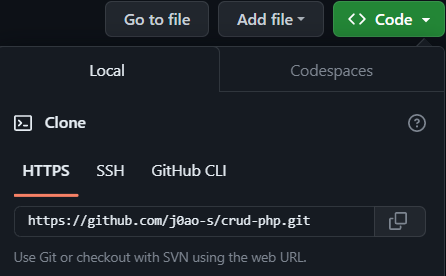 Go to file Add file Code
Local Codespaces
Clone
HTTPS SSH GitHub CLI
https://github.com/j0ao-s/crud-php.git
Use Git or checkout with SVN using the web URL.